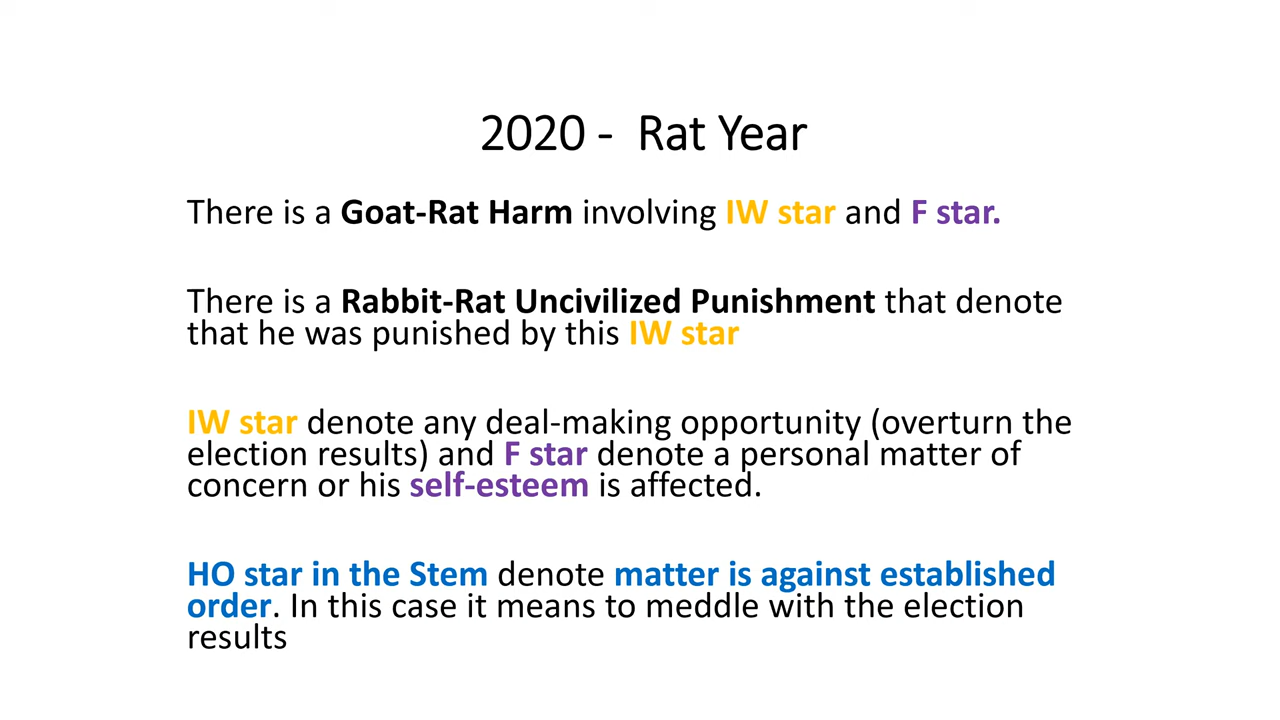 2020 - Rat Year
There is a Goat-Rat Harm involving IW star and F star.
There is a Rabbit-Rat Uncivilized Punishment that denote
that he was punished by this IW star
IW star denote any deal-making opportunity (overturn the
election results) and F star denote a personal matter of
concern or his self-esteem is affected.
HO star in the Stem denote matter is against established
order. In this case it means to meddle with the election
results